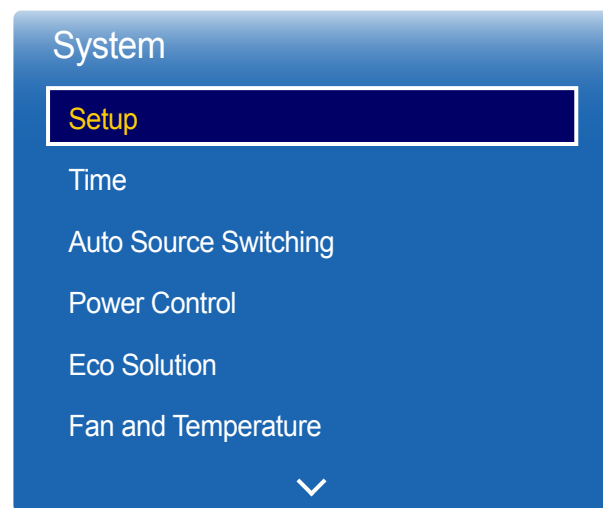 System
Setup
Time
Auto Source Switching
Power Control
Eco Solution
Fan and Temperature